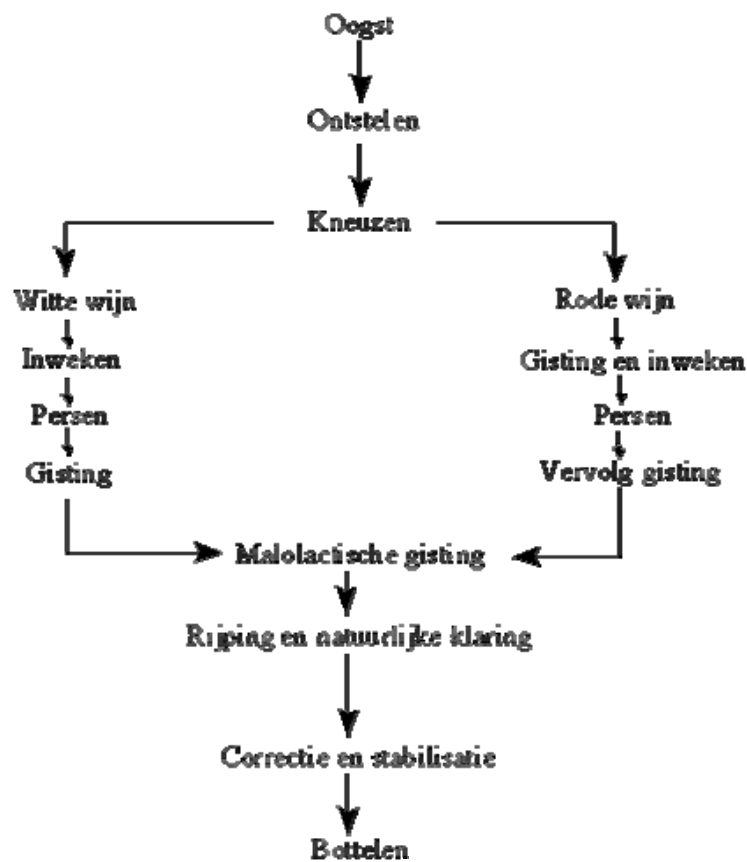 Oogst
Ontstelen
Kneuzen
Witte wijn
Inweken
Persen
Gisting
Rode wijn
Gisting en inweken
Persen
Vervolg gisting
Malolactische gisting
Rijping en natuurlijke klaring
Correctie en stabilisatie
Bottelen